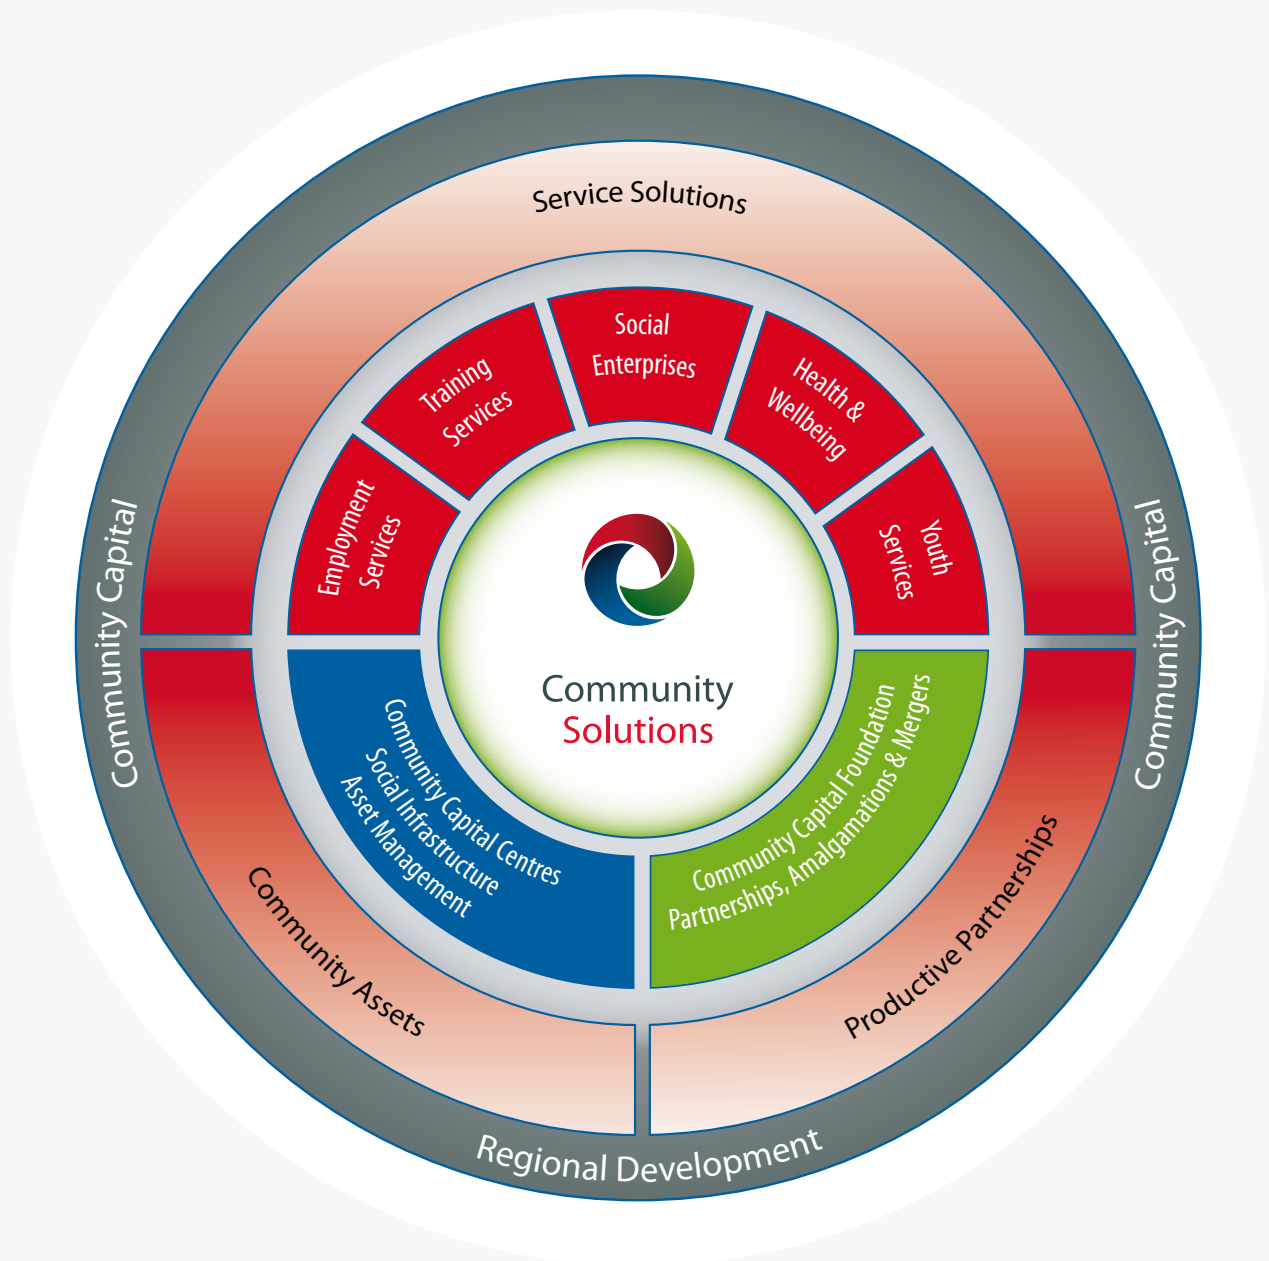 Service Solutions
Social
Enterprises
Training
Services
Health &
Wellbeing
Employment
Services
Youth
Services
Community Capital
Community Capital
Community
Solutions
Community Capital Centres
Social Infrastructure
Asset Management
Community Capital Foundation
Partnerships, Amalgamations & Mergers
Community Assets
Productive Partnerships
Regional Development